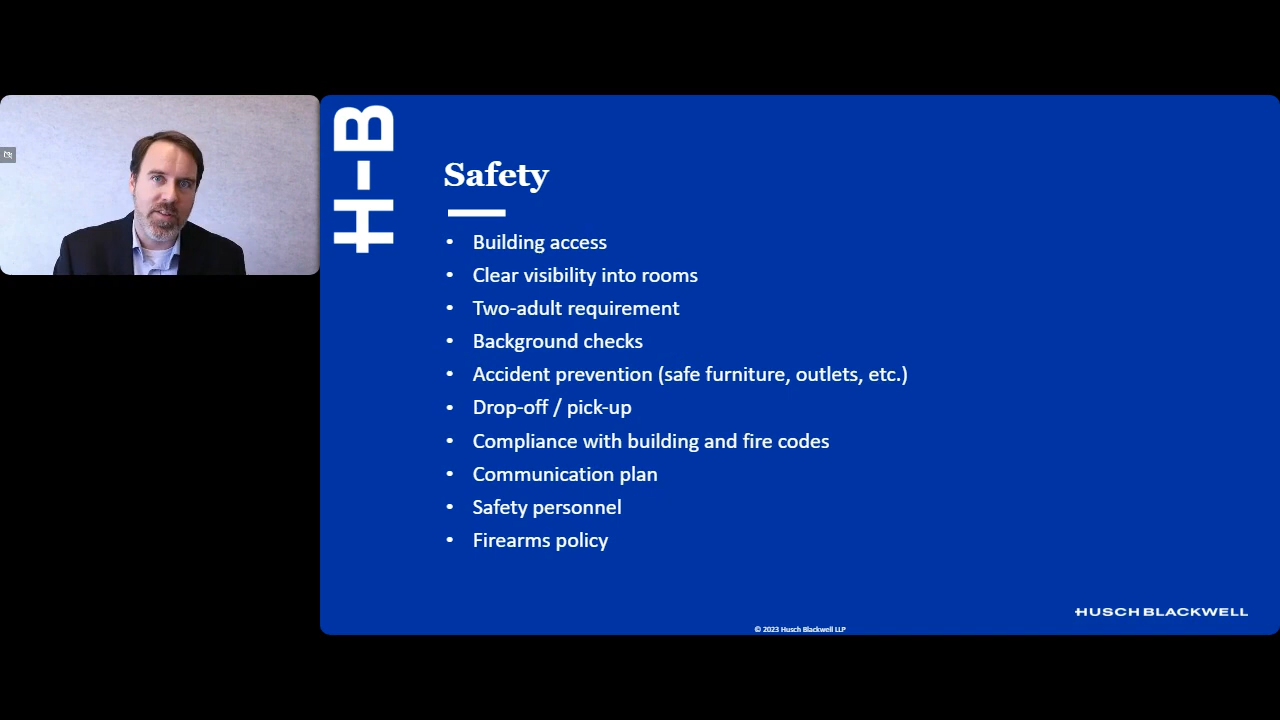 H-B
Safety
• Building access
• Clear visibility into rooms
• Two-adult requirement
• Background checks
• Accident prevention (safe furniture, outlets, etc.)
• Drop-off / pick-up
• Compliance with building and fire codes
• Communication plan
• Safety personnel
• Firearms policy
HUSCH BLACKWELL
© 2023 Husch Blackwell LLP